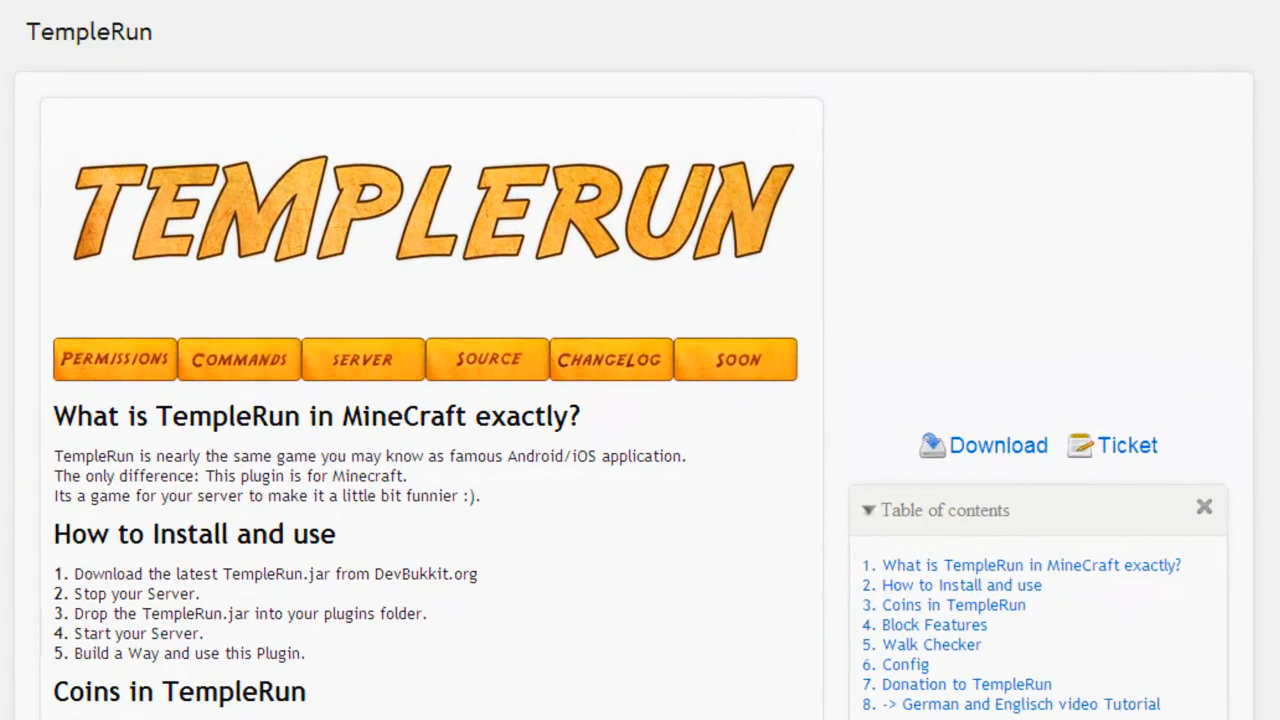 TempleRun
TEMPLERUN
PERMISSIONS COMMANDS SERVER SOURCE CHANGELOG SOON
What is TempleRun in MineCraft exactly?
TempleRun is nearly the same game you may know as famous Android/iOS application.
The only difference: This plugin is for Minecraft.
Its a game for your server to make it a little bit funnier :).
How to Install and use
1. Download the latest TempleRun.jar from DevBukkit.org
2. Stop your Server.
3. Drop the TempleRun.jar into your plugins folder.
4. Start your Server.
5. Build a Way and use this Plugin.
Coins in TempleRun
Download Ticket
Table of contents
1. What is TempleRun in MineCraft exactly?
2. How to Install and use
3. Coins in TempleRun
4. Block Features
5. Walk Checker
6. Config
7. Donation to TempleRun
8. -> German and Englisch video Tutorial